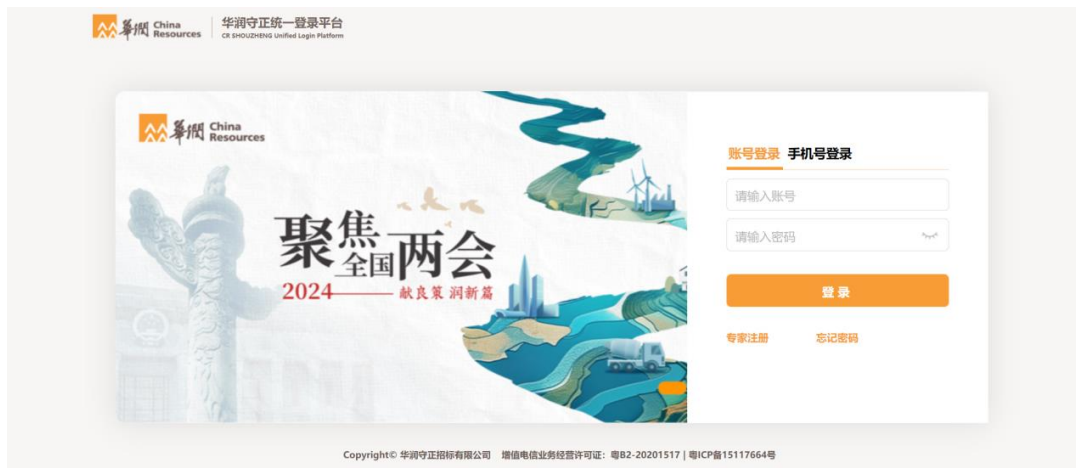 華潤 China Resources
华润守正统一登录平台
CR SHOUZHENG Unified Login Platform
華潤 China Resources
聚焦全国两会
2024 献良策 润新篇
账号登录 手机号登录
请输入账号
请输入密码
登录
专家注册 忘记密码
Copyright© 华润守正招标有限公司 增值电信业务经营许可证：粤B2-20201517 | 粤ICP备15117664号